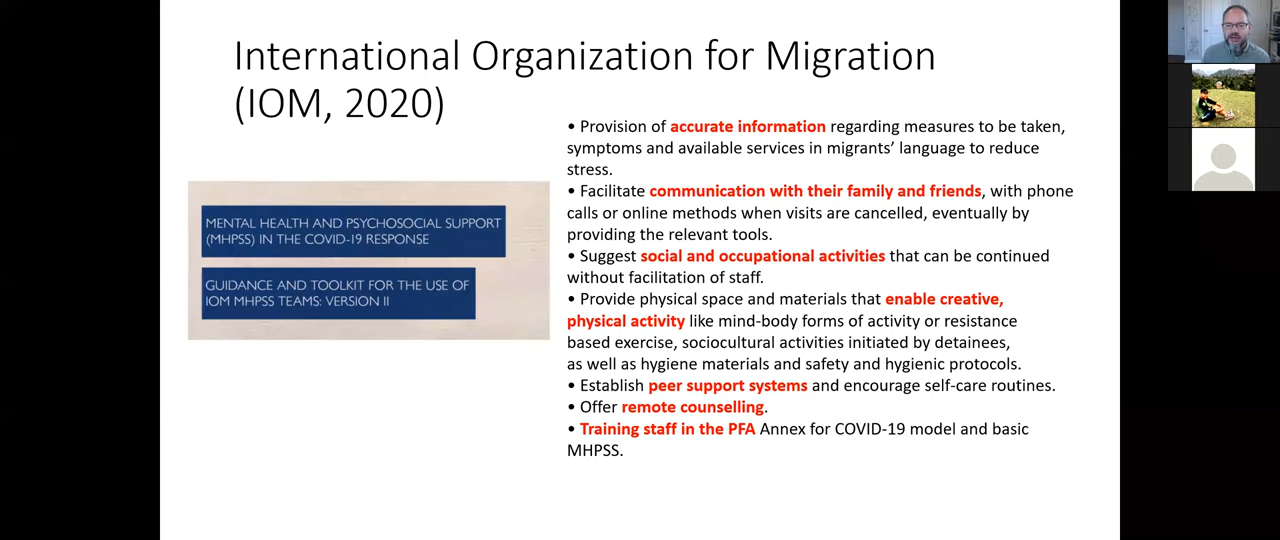 International Organization for Migration
(IOM, 2020)
MENTAL HEALTH AND PSYCHOSOCIAL SUPPORT
(MHPSS) IN THE COVID-19 RESPONSE
GUIDANCE AND TOOLKIT FOR THE USE OF
IOM MHPSS TEAMS: VERSION II
• Provision of accurate information regarding measures to be taken,
symptoms and available services in migrants’ language to reduce
stress.
• Facilitate communication with their family and friends, with phone
calls or online methods when visits are cancelled, eventually by
providing the relevant tools.
• Suggest social and occupational activities that can be continued
without facilitation of staff.
• Provide physical space and materials that enable creative,
physical activity like mind-body forms of activity or resistance
based exercise, sociocultural activities initiated by detainees,
as well as hygiene materials and safety and hygienic protocols.
• Establish peer support systems and encourage self-care routines.
• Offer remote counselling.
• Training staff in the PFA Annex for COVID-19 model and basic
MHPSS.